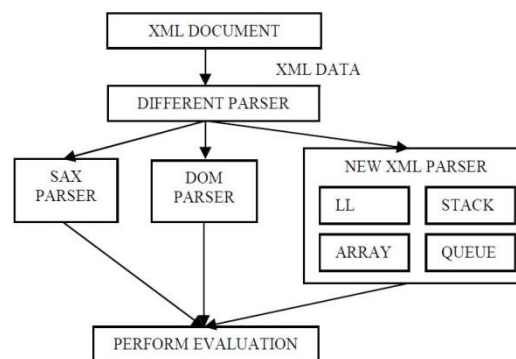 XML DOCUMENT
XML DATA
DIFFERENT PARSER
SAX
PARSER
DOM
PARSER
NEW XML PARSER
LL
STACK
ARRAY
QUEUE
PERFORM EVALUATION